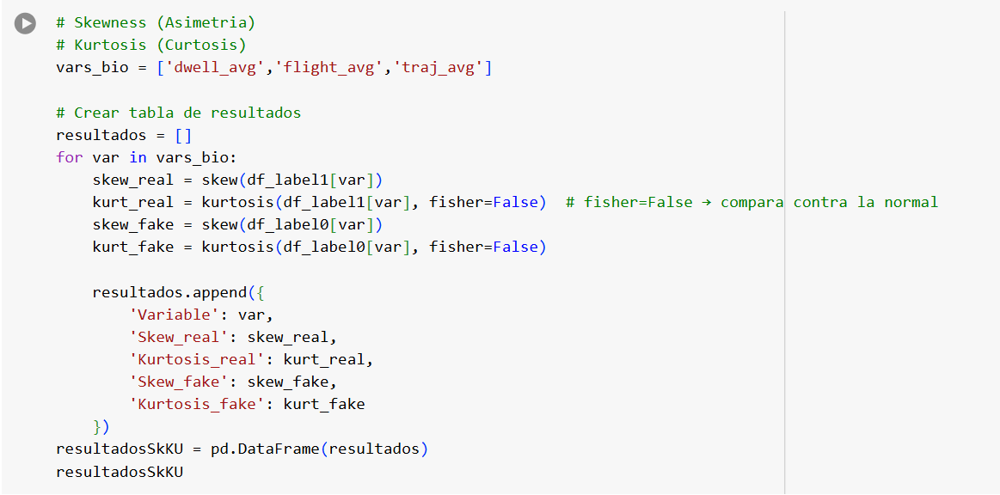 # Skewness (Asimetria)
# Kurtosis (Curtosis)
vars_bio = ['dwell_avg','flight_avg','traj_avg']

# Crear tabla de resultados
resultados = []
for var in vars_bio:
    skew_real = skew(df_label1[var])
    kurt_real = kurtosis(df_label1[var], fisher=False)  # fisher=False → compara contra la normal
    skew_fake = skew(df_label0[var])
    kurt_fake = kurtosis(df_label0[var], fisher=False)

    resultados.append({
        'Variable': var,
        'Skew_real': skew_real,
        'Kurtosis_real': kurt_real,
        'Skew_fake': skew_fake,
        'Kurtosis_fake': kurt_fake
    })
resultadosSkKU = pd.DataFrame(resultados)
resultadosSkKU